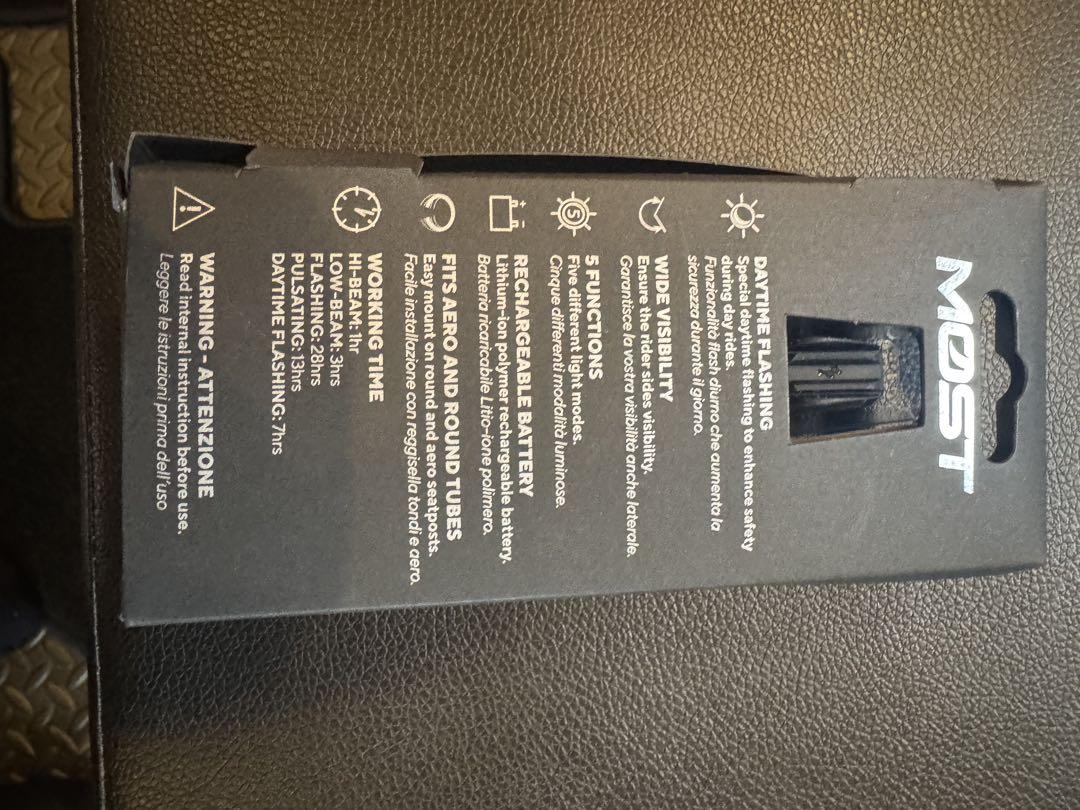 MOST
DAYTIME FLASHING
Special daytime flashing to enhance safety
during day rides.
Funzionalità flash diurno che aumenta la
sicurezza durante il giorno.
WIDE VISIBILITY
Ensure the rider sides visibility.
Garantisce la vostra visibilità anche laterale.
5
5 FUNCTIONS
Five different light modes.
Cinque differenti modalità luminose.
RECHARGEABLE BATTERY
Lithium-ion polymer rechargeable battery.
Batteria ricaricabile Litio-ione polimero.
FITS AERO AND ROUND TUBES
Easy mount on round and aero seatposts.
Facile installazione con reggisella tondi e aero.
WORKING TIME
HI-BEAM: 1hr
LOW-BEAM: 3hrs
FLASHING: 28hrs
PULSATING: 13hrs
DAYTIME FLASHING: 7hrs
WARNING - ATTENZIONE
Read internal instruction before use.
Leggere le istruzioni prima dell'uso